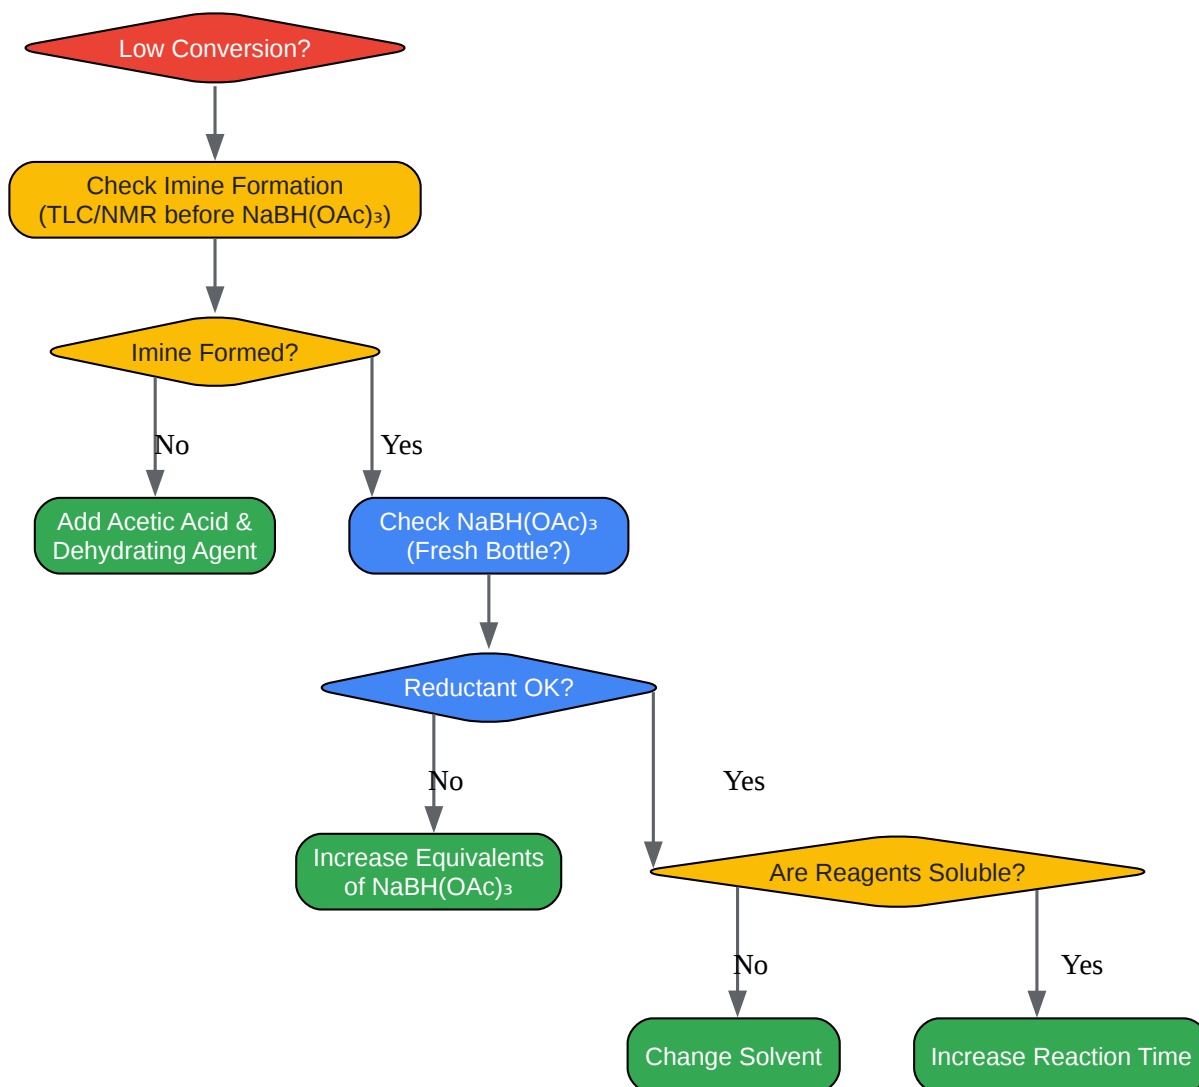 Low Conversion?
Check Imine Formation
(TLC/NMR before NaBH(OAc)₃)
Imine Formed?
No
Yes
Add Acetic Acid &
Dehydrating Agent
Check NaBH(OAc)₃
(Fresh Bottle?)
Reductant OK?
No
Yes
Increase Equivalents
of NaBH(OAc)₃
Are Reagents Soluble?
No
Yes
Change Solvent
Increase Reaction Time